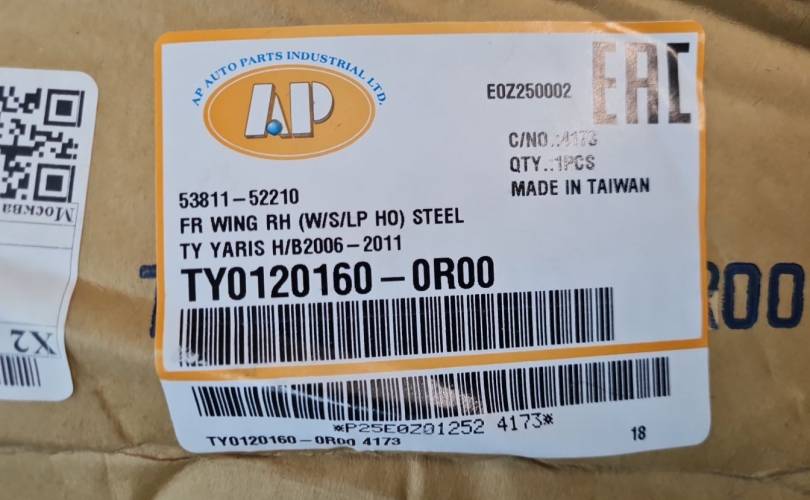 AP AUTO PARTS INDUSTRIAL LTD.
AP
E0Z250002
EAC
C/NO.:4173
QTY.:1PCS
MADE IN TAIWAN
53811-52210
FR WING RH (W/S/LP HO) STEEL
TY YARIS H/B2006-2011
TY0120160-0R00
*P25E0Z01252 4173*
TY0120160-0R00 4173
18
Москва
X2
R00